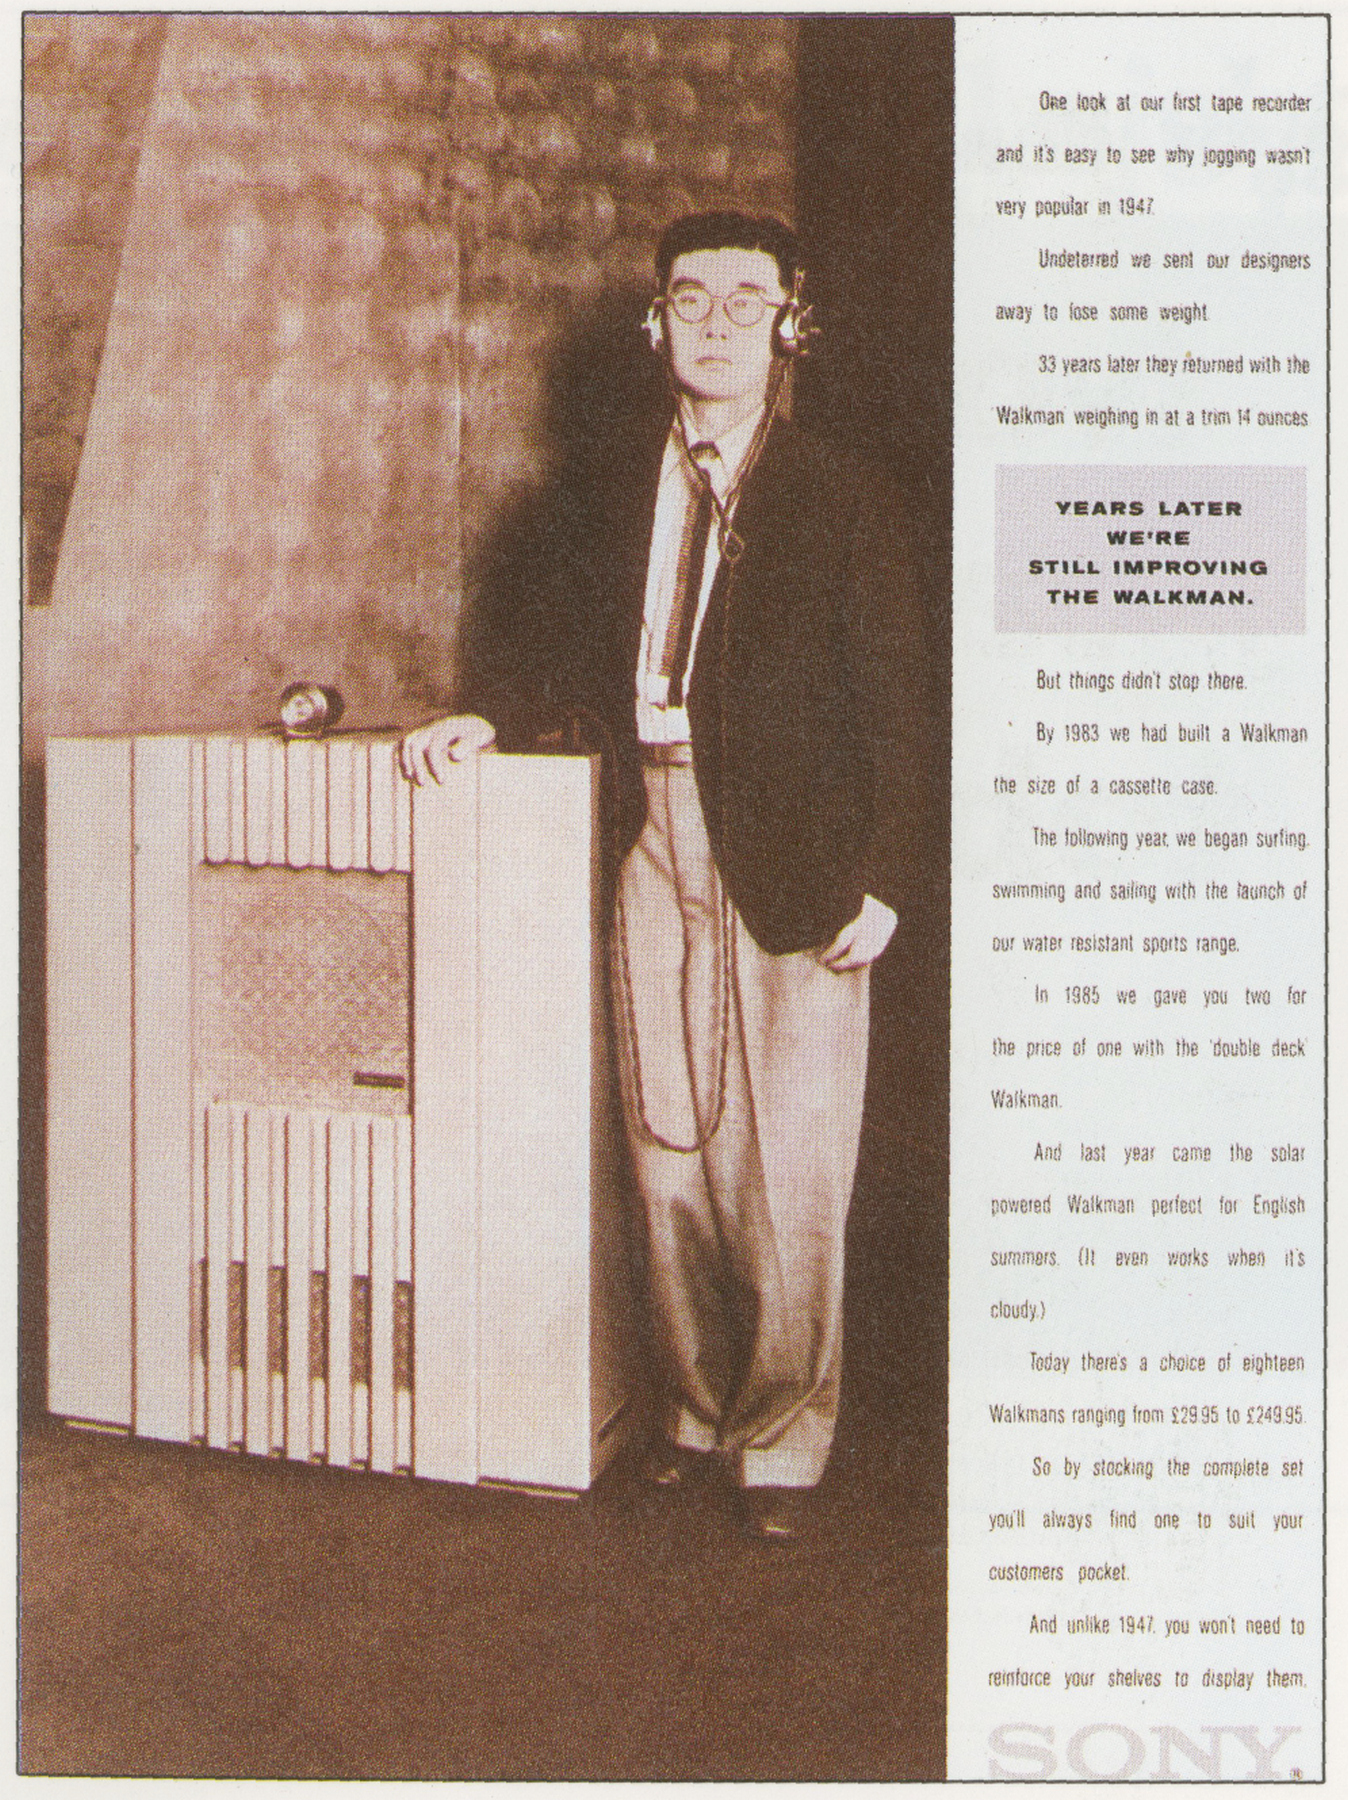 One look at our first tape recorder
and it's easy to see why jogging wasn't
very popular in 1947.
Undeterred we sent our designers
away to lose some weight.
33 years later they returned with the
'Walkman' weighing in at a trim 14 ounces
YEARS LATER
WE'RE
STILL IMPROVING
THE WALKMAN.
But things didn't stop there.
By 1983 we had built a Walkman
the size of a cassette case.
The following year, we began surfing,
swimming and sailing with the launch of
our water resistant sports range.
In 1985 we gave you two for
the price of one with the 'double deck'
Walkman.
And last year came the solar
powered Walkman perfect for English
summers. (It even works when it's
cloudy.)
Today there's a choice of eighteen
Walkmans ranging from £29.95 to £249.95.
So by stocking the complete set
you'll always find one to suit your
customers pocket.
And unlike 1947, you won't need to
reinforce your shelves to display them.
SONY®